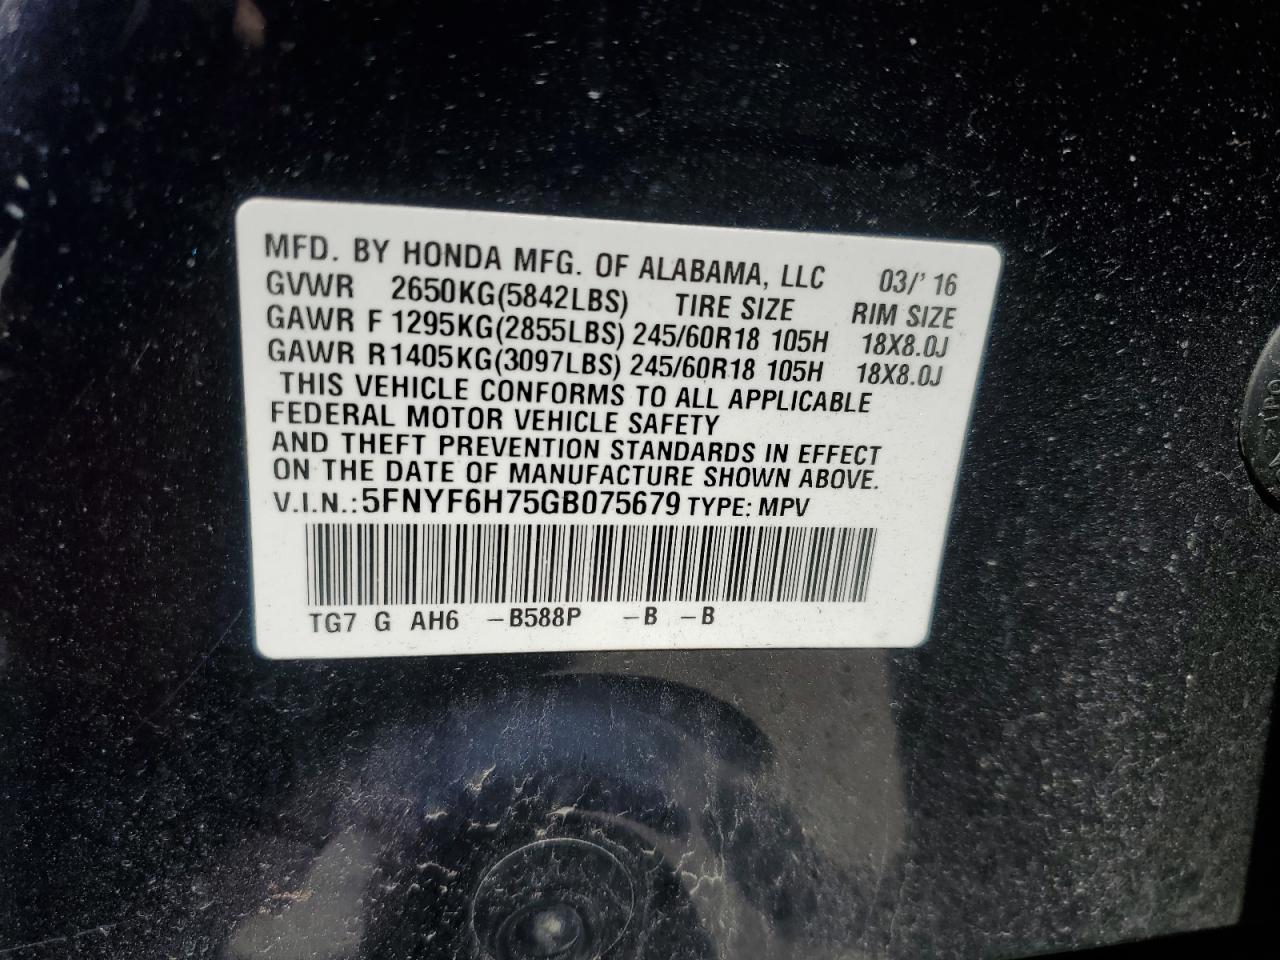 MFD. BY HONDA MFG. OF ALABAMA, LLC 03/'16
GVWR 2650KG(5842LBS) TIRE SIZE RIM SIZE
GAWR F 1295KG(2855LBS) 245/60R18 105H 18X8.0J
GAWR R 1405KG(3097LBS) 245/60R18 105H 18X8.0J
THIS VEHICLE CONFORMS TO ALL APPLICABLE
FEDERAL MOTOR VEHICLE SAFETY
AND THEFT PREVENTION STANDARDS IN EFFECT
ON THE DATE OF MANUFACTURE SHOWN ABOVE.
V.I.N.:5FNYF6H75GB075679 TYPE: MPV
TG7 G AH6 -B588P -B -B